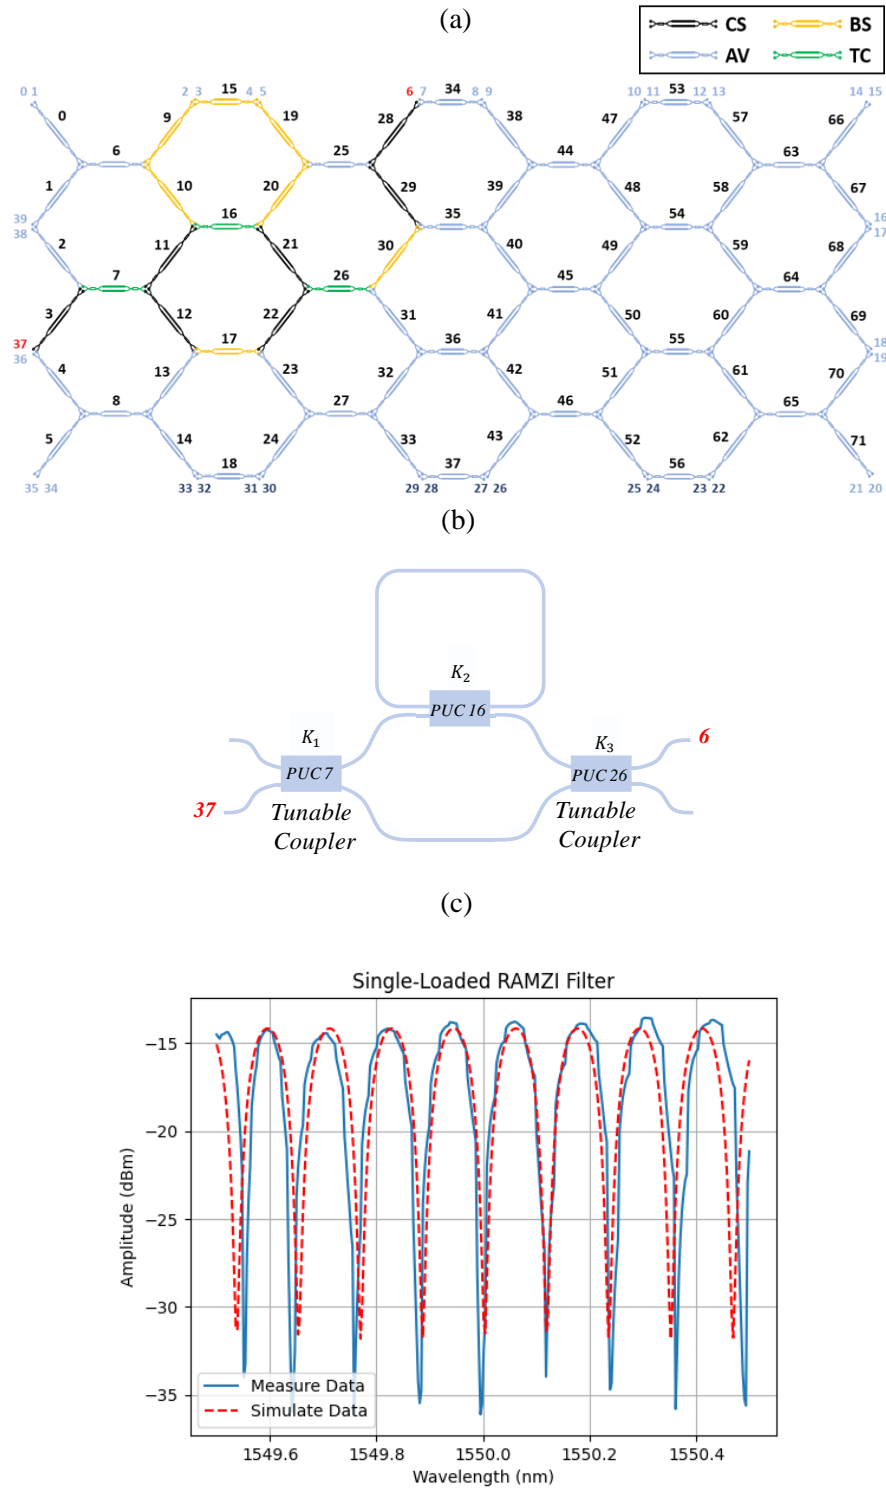 (a)
CS BS
AV TC
0 1 2 3 15 4 5 6 7 34 8 9 10 11 53 12 13 14 15
0 9 19 28 38 47 57 66
6 25 44 63
1 10 20 29 39 48 58 67
39 16 35 54 16
38 17
2 11 21 30 40 49 59 68
7 26 45 64
3 12 22 31 41 50 60 69
37 17 36 55 18
36 19
4 13 23 32 42 51 61 70
8 27 46 65
5 14 24 33 43 52 62 71
18 37 56
35 34 33 32 31 30 29 28 27 26 25 24 23 22 21 20
(b)
K2
PUC 16
K1
K3
6
PUC 7
PUC 26
37
Tunable
Coupler
Tunable
Coupler
(c)
Single-Loaded RAMZI Filter
Amplitude (dBm)
−15
−20
−25
−30
−35
Measure Data
Simulate Data
1549.6 1549.8 1550.0 1550.2 1550.4
Wavelength (nm)